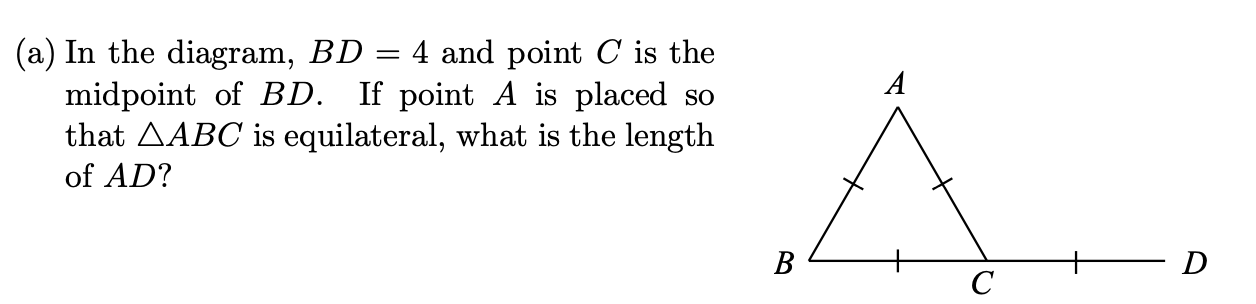 (a) In the diagram, BD = 4 and point C is the
midpoint of BD. If point A is placed so
that △ABC is equilateral, what is the length
of AD?
A
B
C
D